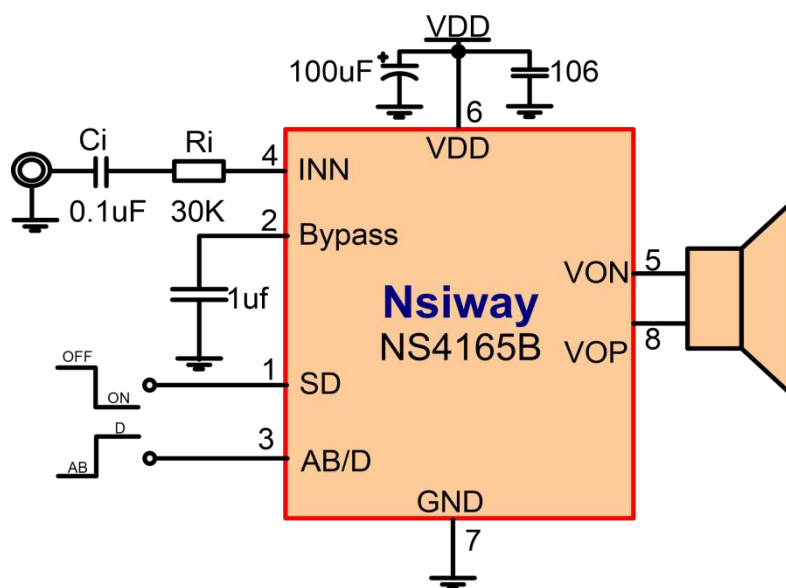 VDD
100uF
+
106
6
VDD
Ci
Ri
4
INN
0.1uF
30K
2
Bypass
1uf
Nsiway
NS4165B
VON
5
VOP
8
OFF
ON
1
SD
D
AB
3
AB/D
GND
7